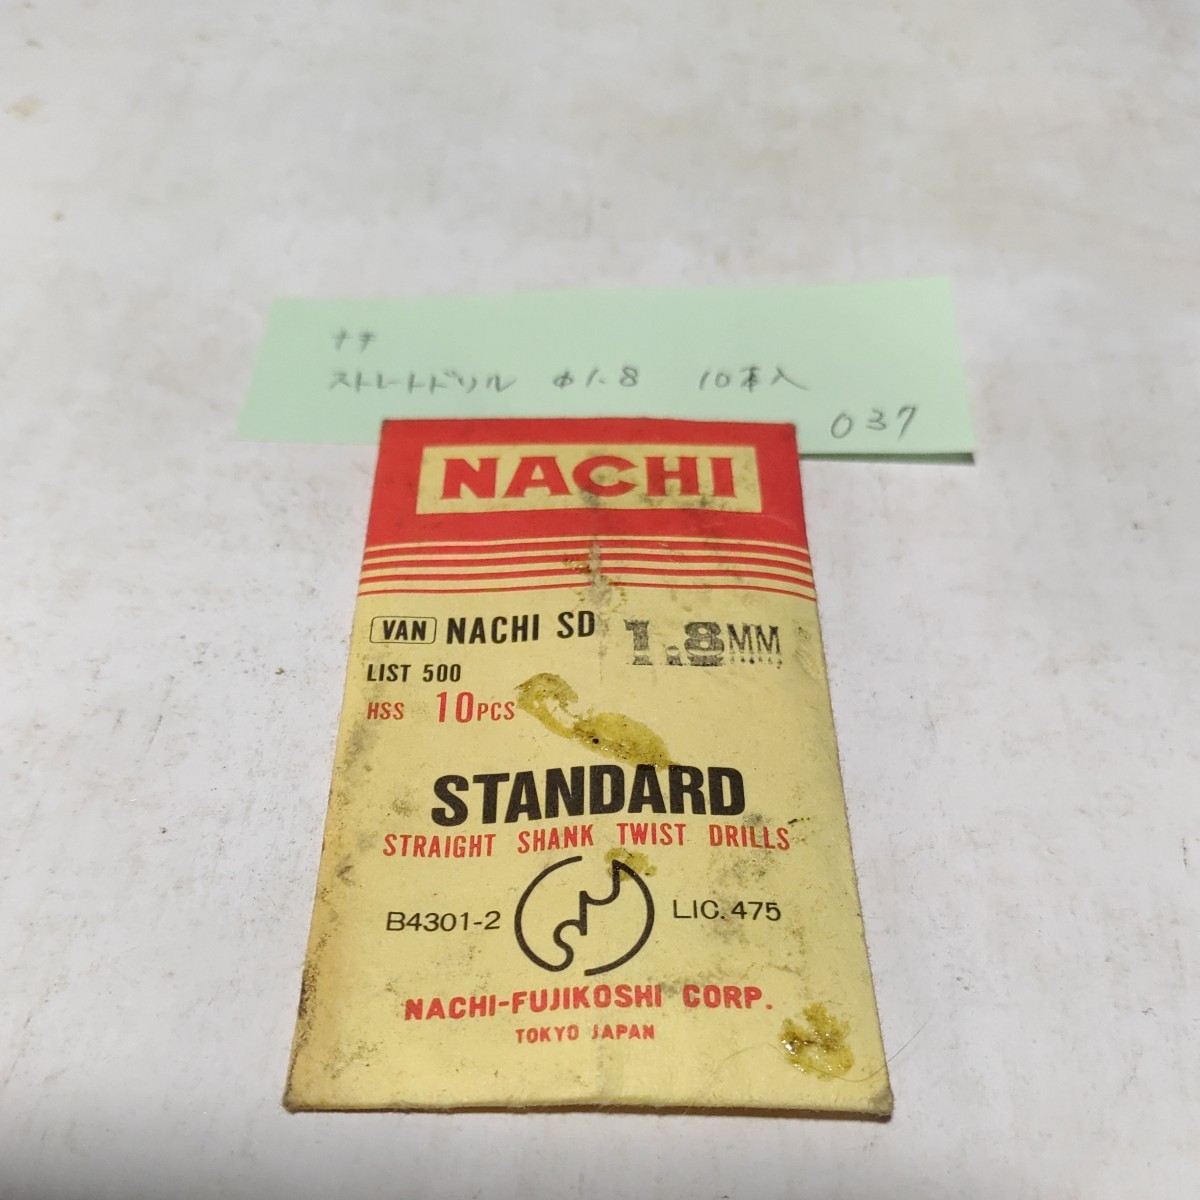 ナチ
ストレートドリル φ1.8 10本入
037
NACHI
VAN NACHI SD 1.8MM
LIST 500
HSS 10PCS
STANDARD
STRAIGHT SHANK TWIST DRILLS
B4301-2 LIC. 475
NACHI-FUJIKOSHI CORP.
TOKYO JAPAN